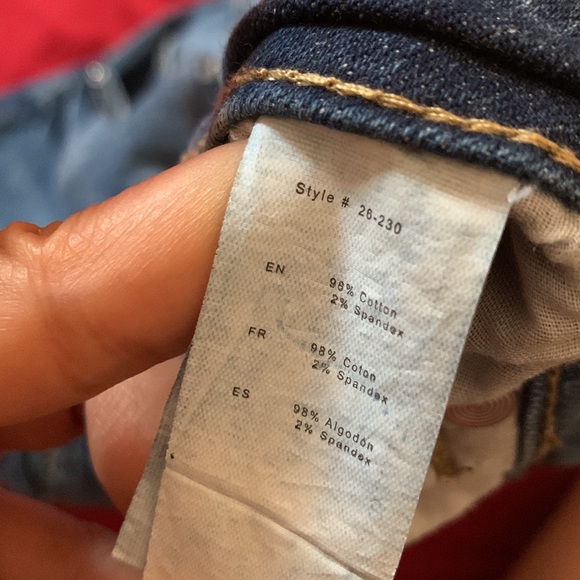 Style # 26-230
EN
98% Cotton
2% Spandex
FR
98% Coton
2% Spandex
ES
98% Algodón
2% Spandex